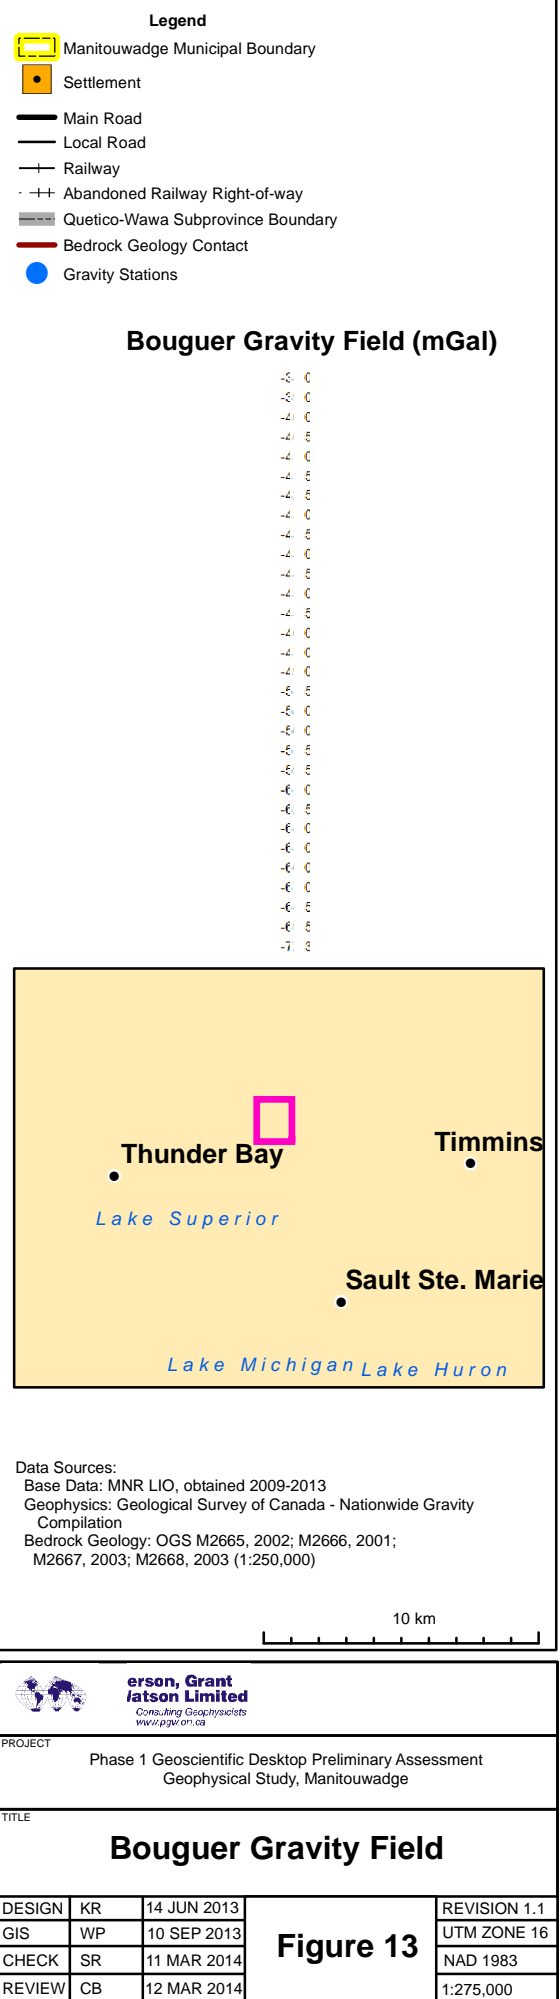 Legend
Manitouwadge Municipal Boundary
Settlement
Main Road
Local Road
Railway
Abandoned Railway Right-of-way
Quetico-Wawa Subprovince Boundary
Bedrock Geology Contact
Gravity Stations
Bouguer Gravity Field (mGal)
Thunder Bay
Timmins
Lake Superior
Sault Ste. Marie
Lake Michigan
Lake Huron
Data Sources:
Base Data: MNR LIO, obtained 2009-2013
Geophysics: Geological Survey of Canada - Nationwide Gravity
Compilation
Bedrock Geology: OGS M2665, 2002; M2666, 2001;
M2667, 2003; M2668, 2003 (1:250,000)
10 km
erson, Grant
atson Limited
Consulting Geophysicists
www.pgw.on.ca
PROJECT
Phase 1 Geoscientific Desktop Preliminary Assessment
Geophysical Study, Manitouwadge
TITLE
Bouguer Gravity Field
DESIGN KR 14 JUN 2013
GIS WP 10 SEP 2013
CHECK SR 11 MAR 2014
REVIEW CB 12 MAR 2014
Figure 13
REVISION 1.1
UTM ZONE 16
NAD 1983
1:275,000